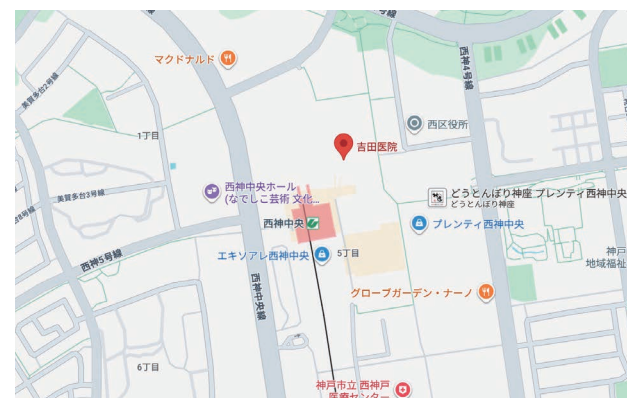 マクドナルド
西神4号線
美賀多台2号線
1丁目
西区役所
吉田医院
美賀多台3号線
西神中央ホール
(なでしこ芸術 文化...
どうとんぼり神座 プレンティ西神中央
どうとんぼり神座
西神中央
プレンティ西神中央
エキソアレ西神中央
5丁目
神戸
地域福祉
西神5号線
西神中央線
グローブガーデン・ナーノ
6丁目
神戸市立 西神戸
医療センター